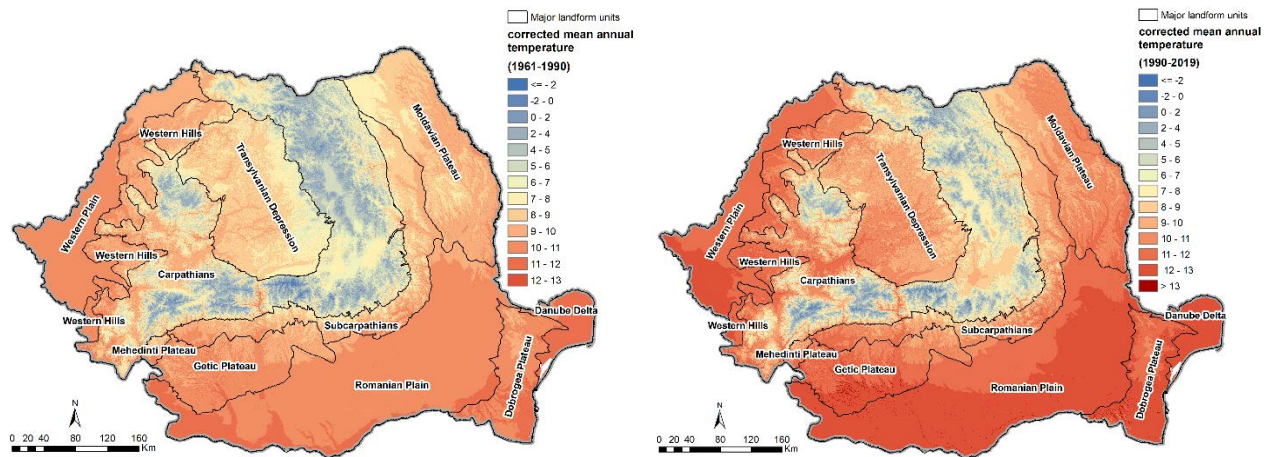 Major landform units
corrected mean annual
temperature
(1961-1990)
<= - 2
-2 - 0
0 - 2
2 - 4
4 - 5
5 - 6
6 - 7
7 - 8
8 - 9
9 - 10
10 - 11
11 - 12
12 - 13
Western Hills
Moldavian Plateau
Transylvanian Depression
Western Plain
Western Hills
Carpathians
Western Hills
Subcarpathians
Danube Delta
Mehedinti Plateau
Getic Plateau
Romanian Plain
Dobrogea Plateau
N
0 20 40 80 120 160
Km
Major landform units
corrected mean annual
temperature
(1990-2019)
<= -2
-2 - 0
0 - 2
2 - 4
4 - 5
5 - 6
6 - 7
7 - 8
8 - 9
9 - 10
10 - 11
11 - 12
12 - 13
> 13
Western Hills
Moldavian Plateau
Transylvanian Depression
Western Plain
Western Hills
Carpathians
Western Hills
Subcarpathians
Danube Delta
Mehedinti Plateau
Getic Plateau
Romanian Plain
Dobrogea Plateau
N
0 20 40 80 120 160
Km